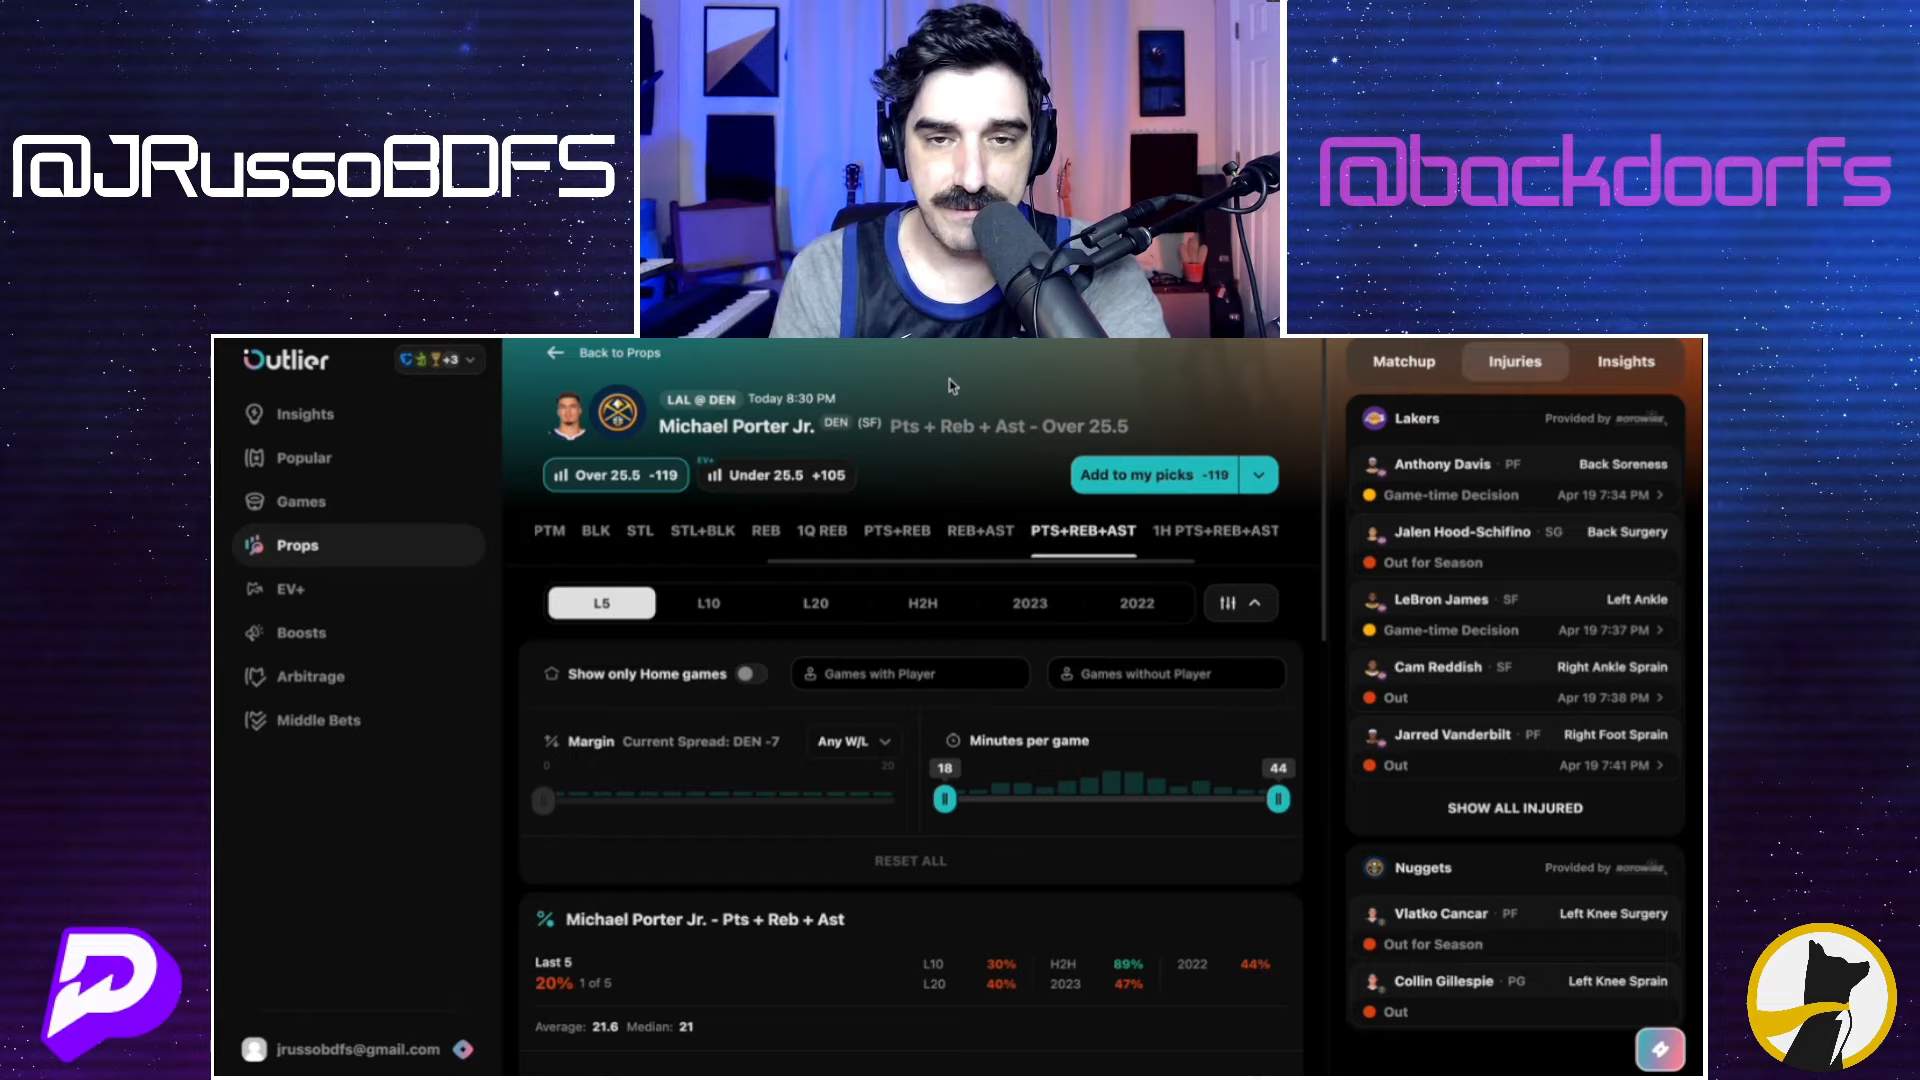 @JRussoBDFS
@backdoorfs
Outlier
+3
Insights
Popular
Games
Props
EV+
Boosts
Arbitrage
Middle Bets
jrussobdfs@gmail.com
Back to Props
LAL @ DEN Today 8:30 PM
Michael Porter Jr. DEN (SF) Pts + Reb + Ast - Over 25.5
Over 25.5 -119
EV+
Under 25.5 +105
Add to my picks -119
PTM BLK STL STL+BLK REB 1Q REB PTS+REB REB+AST PTS+REB+AST 1H PTS+REB+AST
L5 L10 L20 H2H 2023 2022
Show only Home games
Games with Player
Games without Player
Margin Current Spread: DEN -7
Any W/L
0 20
Minutes per game
18 44
RESET ALL
Michael Porter Jr. - Pts + Reb + Ast
Last 5
20% 1 of 5
L10 30% H2H 89% 2022 44%
L20 40% 2023 47%
Average: 21.6 Median: 21
Matchup Injuries Insights
Lakers Provided by
Anthony Davis · PF Back Soreness
Game-time Decision Apr 19 7:34 PM
Jalen Hood-Schifino · SG Back Surgery
Out for Season
LeBron James · SF Left Ankle
Game-time Decision Apr 19 7:37 PM
Cam Reddish · SF Right Ankle Sprain
Out Apr 19 7:38 PM
Jarred Vanderbilt · PF Right Foot Sprain
Out Apr 19 7:41 PM
SHOW ALL INJURED
Nuggets Provided by
Vlatko Cancar · PF Left Knee Surgery
Out for Season
Collin Gillespie · PG Left Knee Sprain
Out